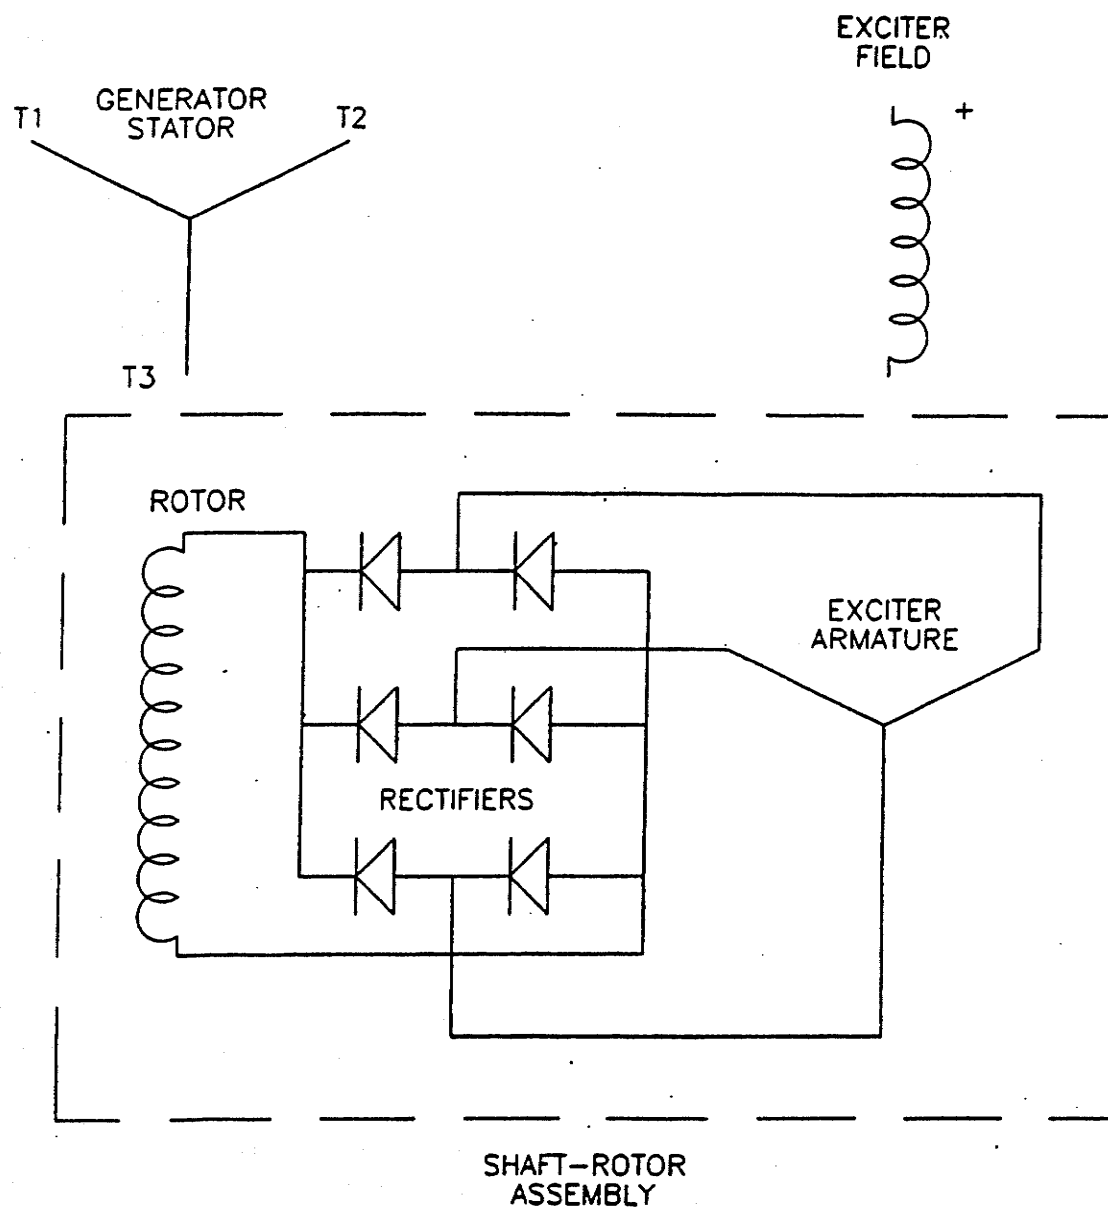 EXCITER
FIELD
+
GENERATOR
STATOR
T1
T2
T3
ROTOR
EXCITER
ARMATURE
RECTIFIERS
SHAFT-ROTOR
ASSEMBLY